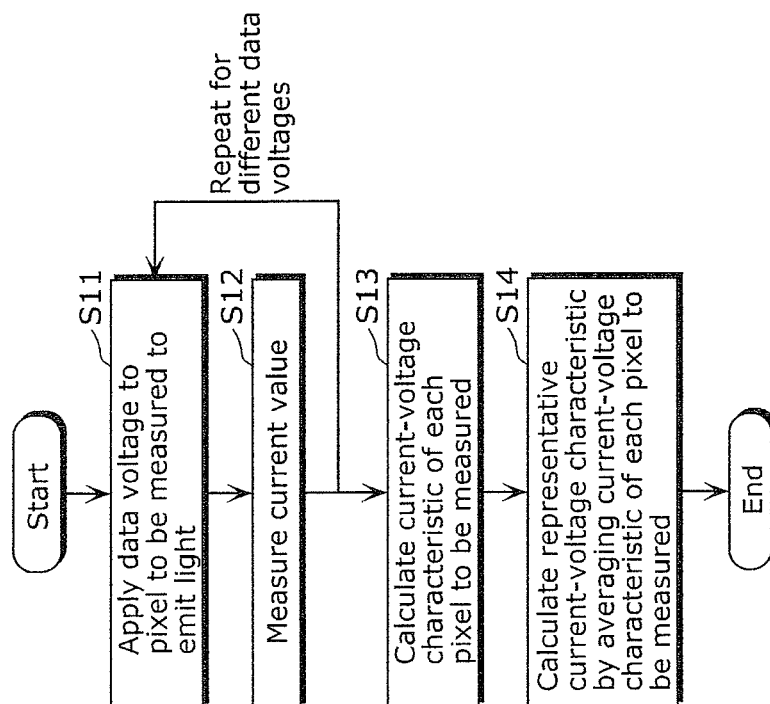 Start
S11
Apply data voltage to
pixel to be measured to
emit light
Repeat for
different data
voltages
S12
Measure current value
S13
Calculate current-voltage
characteristic of each
pixel to be measured
S14
Calculate representative
current-voltage characteristic
by averaging current-voltage
characteristic of each pixel to
be measured
End